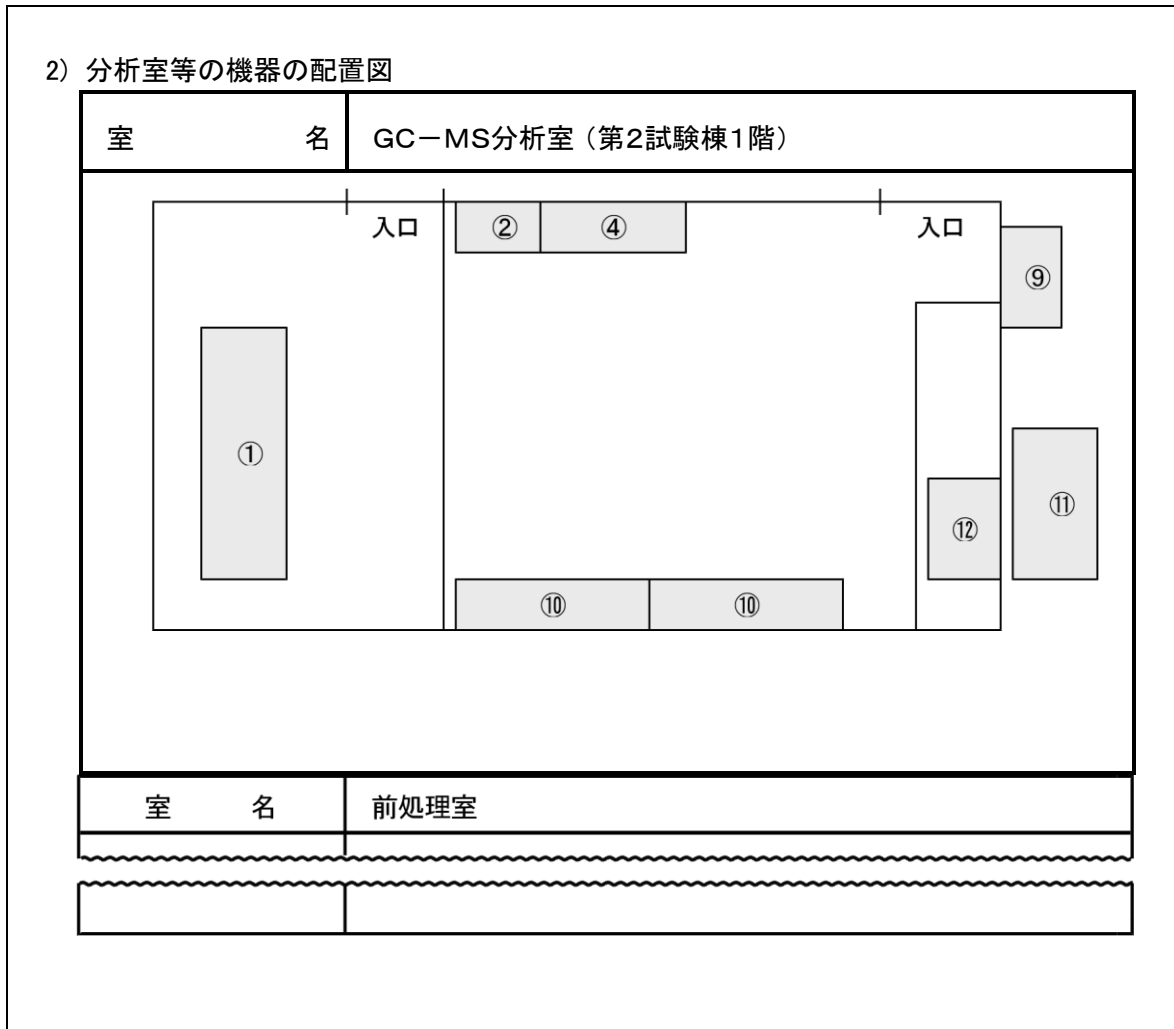 2) 分析室等の機器の配置図
室 名 GC－MS分析室（第2試験棟1階）
入口 ② ④ 入口
⑨
①
⑪
⑫
⑩ ⑩
室 名 前処理室